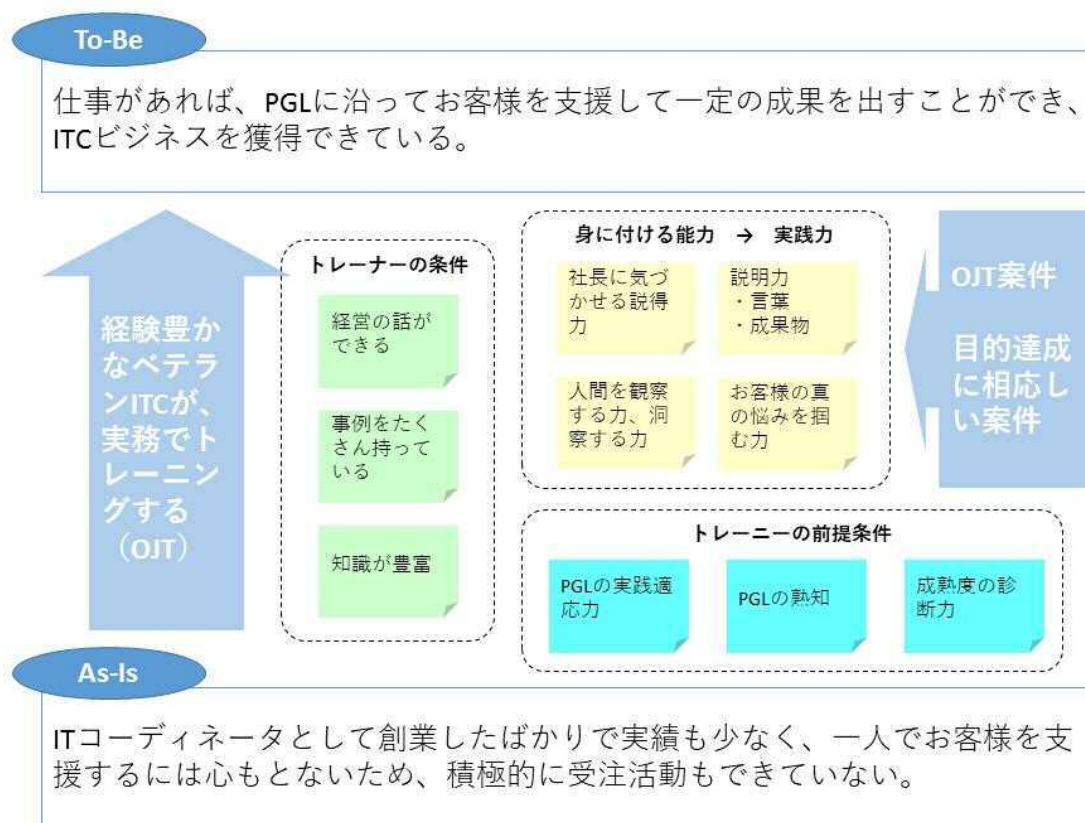 To-Be
仕事があれば、PGLに沿ってお客様を支援して一定の成果を出すことができ、
ITCビジネスを獲得できている。
経験豊か
なベテラ
ンITCが、
実務でト
レーニン
グする
（OJT）
トレーナーの条件
経営の話が
できる
事例をたく
さん持って
いる
知識が豊富
身に付ける能力 → 実践力
社長に気づ
かせる説得
力
説明力
・言葉
・成果物
人間を観察
する力、洞
察する力
お客様の真
の悩みを掴
む力
OJT案件
目的達成
に相応し
い案件
トレーニーの前提条件
PGLの実践適
応力
PGLの熟知
成熟度の診
断力
As-Is
ITコーディネータとして創業したばかりで実績も少なく、一人でお客様を支
援するには心もとないため、積極的に受注活動もできていない。